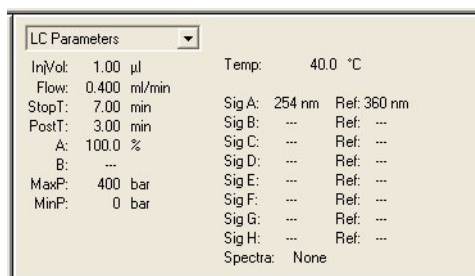 LC Parameters
InjVol: 1.00 µl
Flow: 0.400 ml/min
StopT: 7.00 min
PostT: 3.00 min
A: 100.0 %
B: ---
MaxP: 400 bar
MinP: 0 bar
Temp: 40.0 °C
Sig A: 254 nm Ref: 360 nm
Sig B: --- Ref: ---
Sig C: --- Ref: ---
Sig D: --- Ref: ---
Sig E: --- Ref: ---
Sig F: --- Ref: ---
Sig G: --- Ref: ---
Sig H: --- Ref: ---
Spectra: None